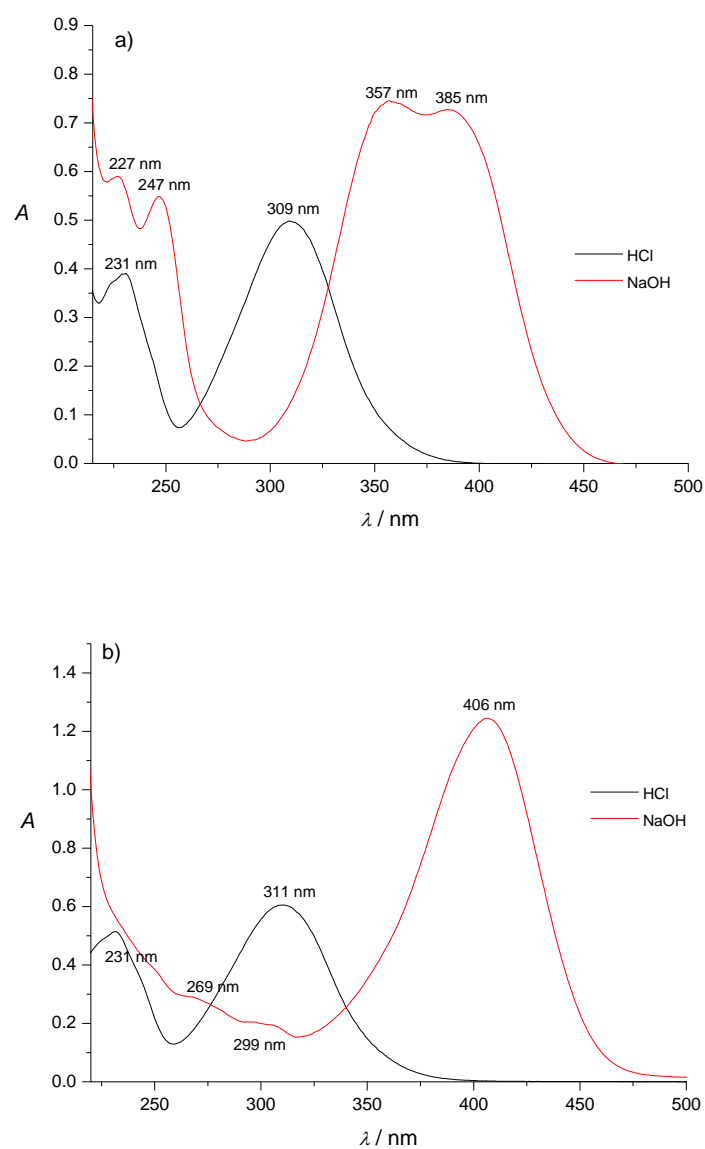 a)
0.9
0.8
0.7
0.6
0.5
0.4
0.3
0.2
0.1
0.0
A
357 nm
385 nm
227 nm
247 nm
309 nm
231 nm
HCl
NaOH
250 300 350 400 450 500
λ / nm
b)
1.4
1.2
1.0
0.8
0.6
0.4
0.2
0.0
A
406 nm
311 nm
231 nm
269 nm
299 nm
HCl
NaOH
250 300 350 400 450 500
λ / nm